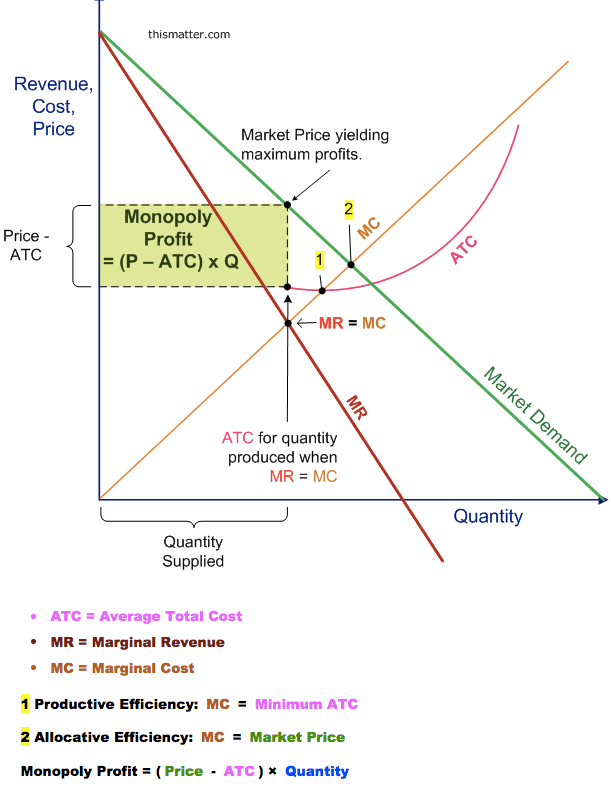 thismatter.com
Revenue,
Cost,
Price
Market Price yielding
maximum profits.
2
MC
Monopoly
Profit
= (P – ATC) x Q
Price -
ATC
1
ATC
MR = MC
MR
Market Demand
ATC for quantity
produced when
MR = MC
Quantity
Quantity
Supplied
• ATC = Average Total Cost
• MR = Marginal Revenue
• MC = Marginal Cost
1 Productive Efficiency: MC = Minimum ATC
2 Allocative Efficiency: MC = Market Price
Monopoly Profit = ( Price - ATC ) × Quantity